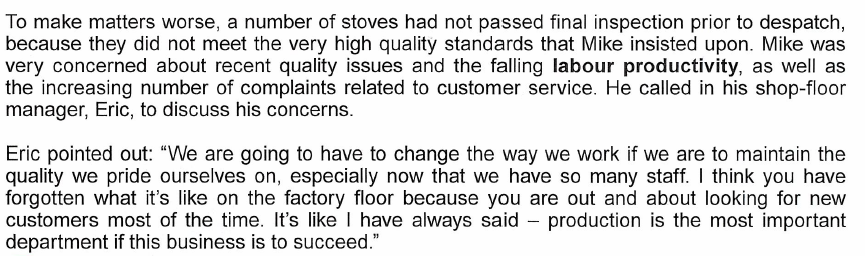 To make matters worse, a number of stoves had not passed final inspection prior to despatch,
because they did not meet the very high quality standards that Mike insisted upon. Mike was
very concerned about recent quality issues and the falling labour productivity, as well as
the increasing number of complaints related to customer service. He called in his shop-floor
manager, Eric, to discuss his concerns.
Eric pointed out: “We are going to have to change the way we work if we are to maintain the
quality we pride ourselves on, especially now that we have so many staff. I think you have
forgotten what it’s like on the factory floor because you are out and about looking for new
customers most of the time. It’s like I have always said – production is the most important
department if this business is to succeed.”